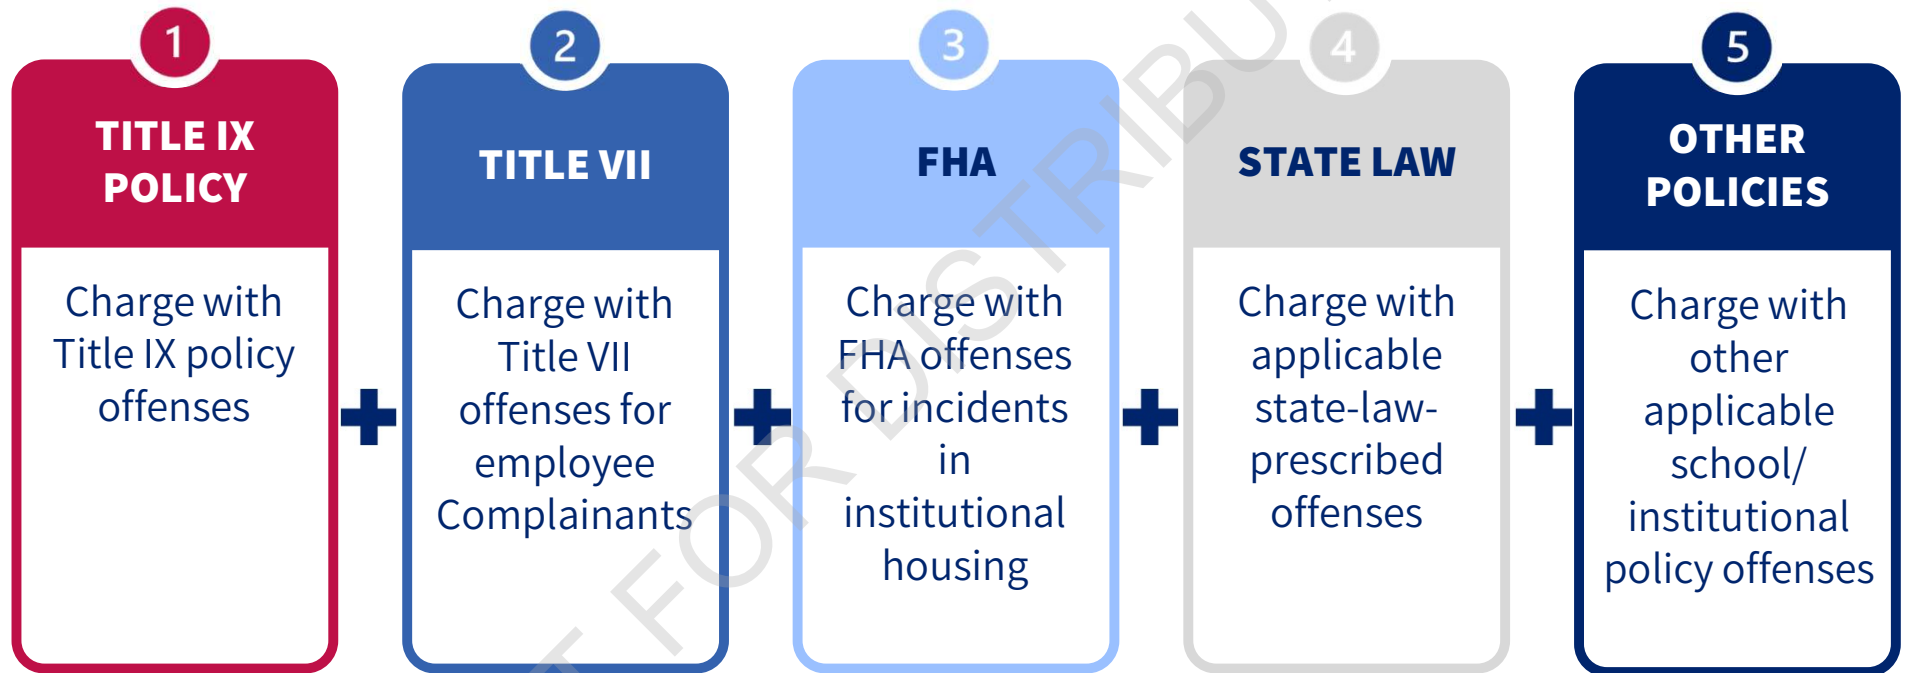 1
TITLE IX
POLICY
Charge with
Title IX policy
offenses
2
TITLE VII
Charge with
Title VII
offenses for
employee
Complainants
3
FHA
Charge with
FHA offenses
for incidents
in
institutional
housing
4
STATE LAW
Charge with
applicable
state-law-
prescribed
offenses
5
OTHER
POLICIES
Charge with
other
applicable
school/
institutional
policy offenses
T FOR DISTRIBU